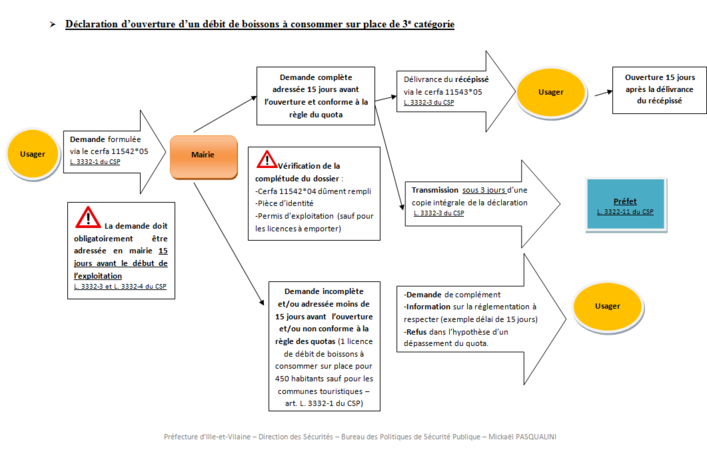 ➤ Déclaration d'ouverture d'un débit de boissons à consommer sur place de 3e catégorie
Usager
Demande formulée
via le cerfa 11542*05
L. 3332-1 du CSP
La demande doit
obligatoirement être
adressée en mairie 15
jours avant le début de
l'exploitation
L. 3332-3 et L. 3332-4 du CSP
Mairie
Demande complète
adressée 15 jours avant
l'ouverture et conforme à la
règle du quota
Vérification de la
complétude du dossier :
-Cerfa 11542*04 dûment rempli
-Pièce d'identité
-Permis d'exploitation (sauf pour
les licences à emporter)
Demande incomplète
et/ou adressée moins de
15 jours avant l'ouverture
et/ou non conforme à la
règle des quotas (1 licence
de débit de boissons à
consommer sur place pour
450 habitants sauf pour les
communes touristiques –
art. L. 3332-1 du CSP)
Délivrance du récépissé
via le cerfa 11543*05
L. 3332-3 du CSP
Usager
Ouverture 15 jours
après la délivrance
du récépissé
Transmission sous 3 jours d'une
copie intégrale de la déclaration
L. 3332-3 du CSP
Préfet
L. 3322-11 du CSP
-Demande de complément
-Information sur la réglementation à
respecter (exemple délai de 15 jours)
-Refus dans l'hypothèse d'un
dépassement du quota.
Usager
Préfecture d'Ille-et-Vilaine – Direction des Sécurités – Bureau des Politiques de Sécurité Publique – Mickaël PASQUALINI